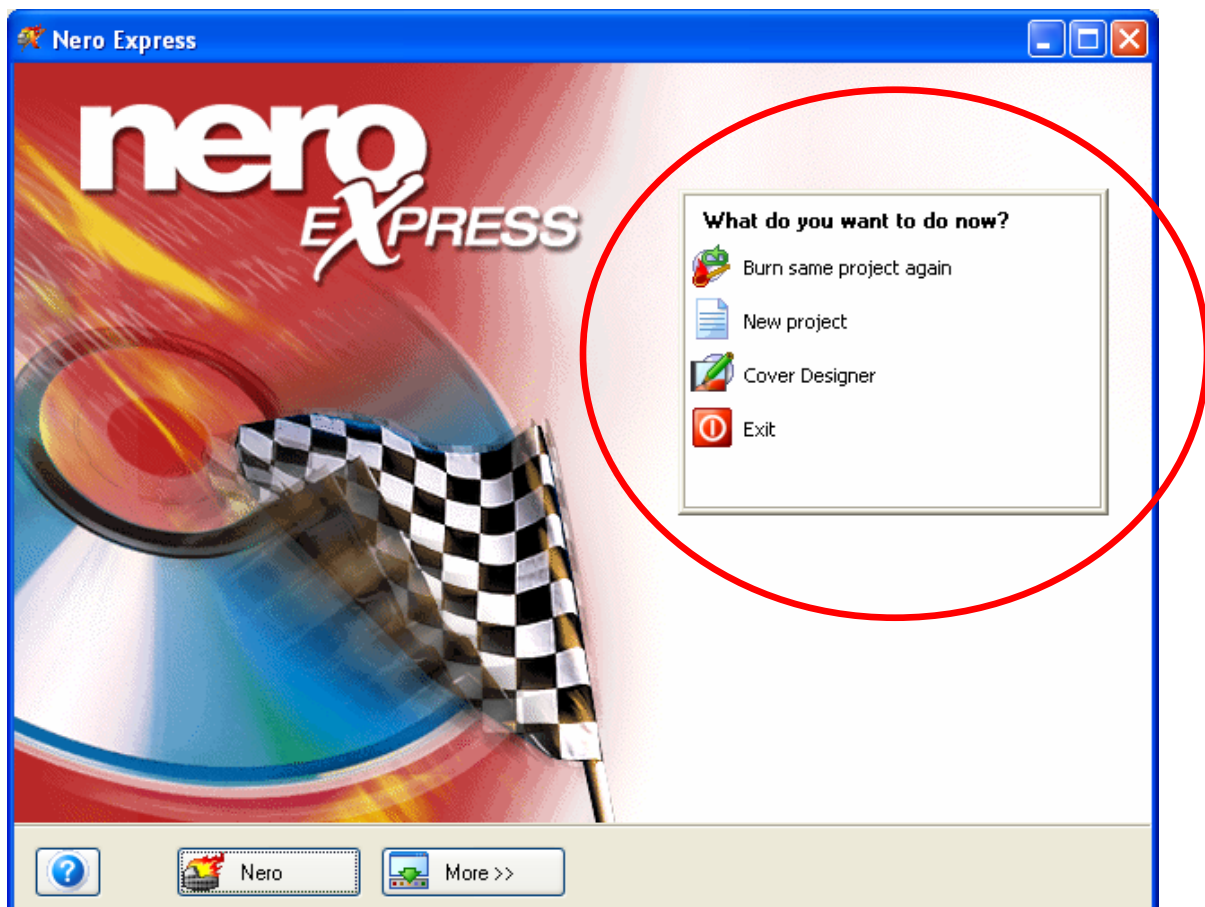 Nero Express
nero
EXPRESS
What do you want to do now?
Burn same project again
New project
Cover Designer
Exit
?
Nero
More >>